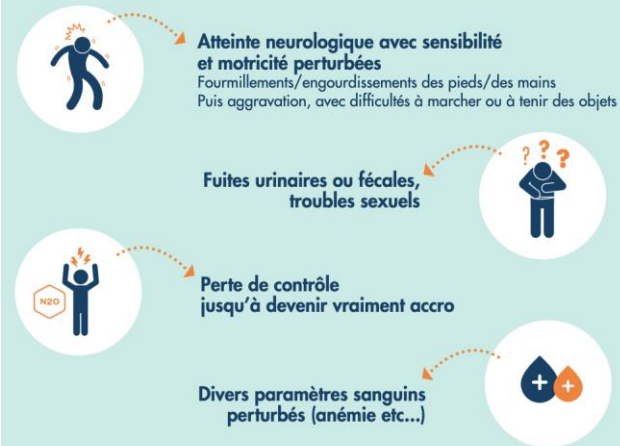 Atteinte neurologique avec sensibilité
et motricité perturbées
Fourmillements/engourdissements des pieds/des mains
Puis aggravation, avec difficultés à marcher ou à tenir des objets
? ? ?
Fuites urinaires ou fécales,
troubles sexuels
N2O
Perte de contrôle
jusqu'à devenir vraiment accro
Divers paramètres sanguins
perturbés (anémie etc...)